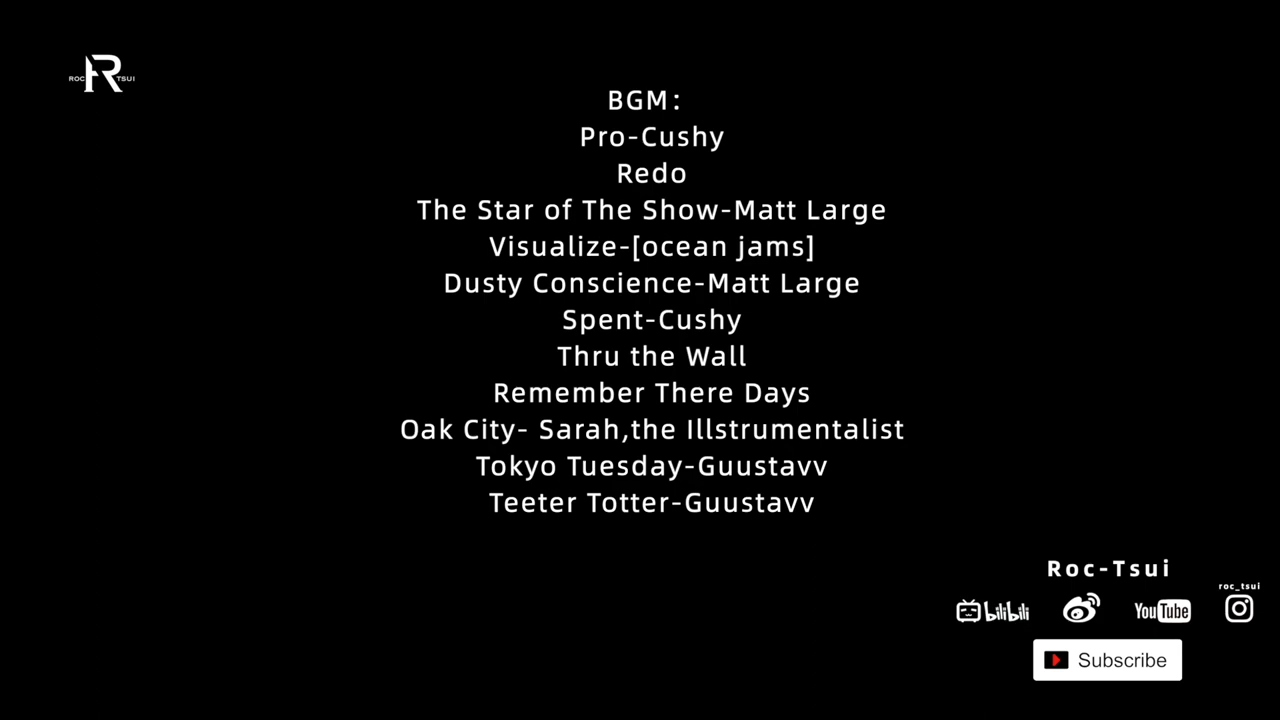 ROC R TSUI
BGM：
Pro-Cushy
Redo
The Star of The Show-Matt Large
Visualize-[ocean jams]
Dusty Conscience-Matt Large
Spent-Cushy
Thru the Wall
Remember There Days
Oak City- Sarah,the Illstrumentalist
Tokyo Tuesday-Guustavv
Teeter Totter-Guustavv
Roc-Tsui
roc_tsui
bilibili
YouTube
Subscribe